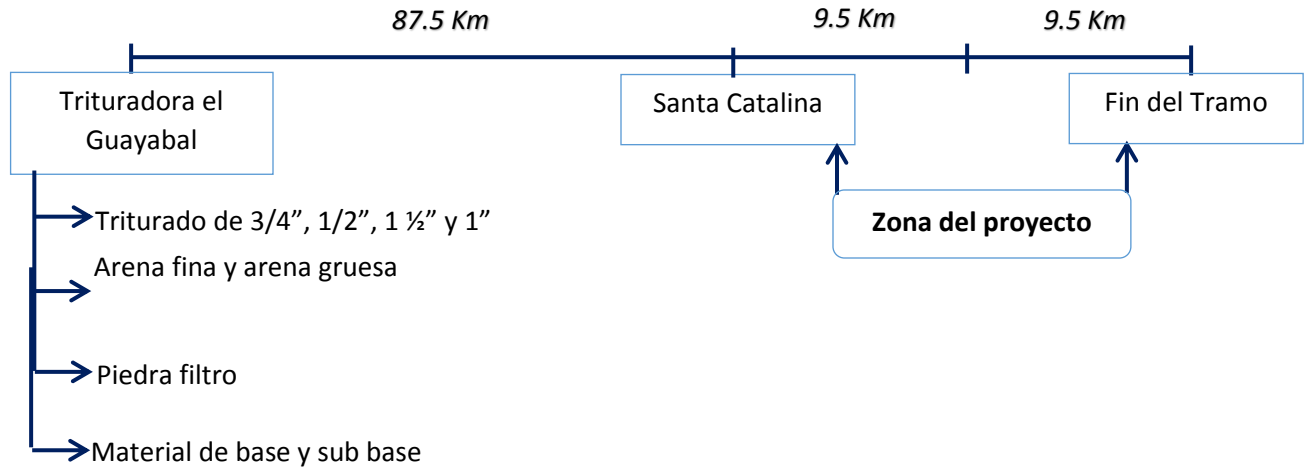 87.5 Km
9.5 Km
9.5 Km
Trituradora el
Guayabal
Santa Catalina
Fin del Tramo
Triturado de 3/4”, 1/2”, 1 ½” y 1”
Zona del proyecto
Arena fina y arena gruesa
Piedra filtro
Material de base y sub base